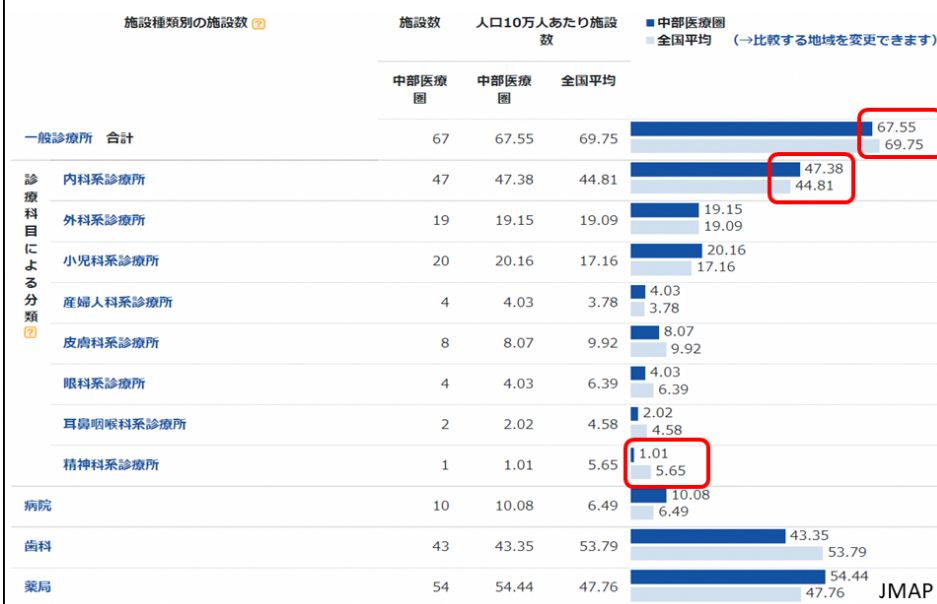 施設種類別の施設数 ?
施設数
人口10万人あたり施設
数
■中部医療圏
■全国平均 (→比較する地域を変更できます)
中部医療
圏
中部医療
圏
全国平均
一般診療所 合計 67 67.55 69.75 67.55
69.75
診療科目による分類 ?
内科系診療所 47 47.38 44.81 47.38
44.81
外科系診療所 19 19.15 19.09 19.15
19.09
小児科系診療所 20 20.16 17.16 20.16
17.16
産婦人科系診療所 4 4.03 3.78 4.03
3.78
皮膚科系診療所 8 8.07 9.92 8.07
9.92
眼科系診療所 4 4.03 6.39 4.03
6.39
耳鼻咽喉科系診療所 2 2.02 4.58 2.02
4.58
精神科系診療所 1 1.01 5.65 1.01
5.65
病院 10 10.08 6.49 10.08
6.49
歯科 43 43.35 53.79 43.35
53.79
薬局 54 54.44 47.76 54.44
47.76
JMAP